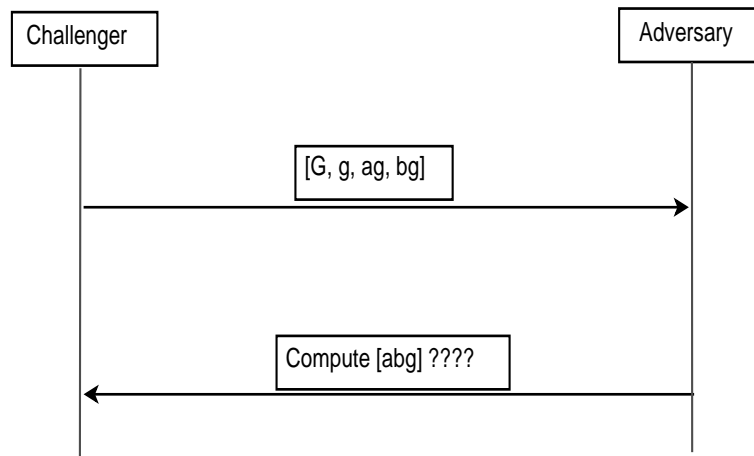 Challenger
Adversary
[G, g, ag, bg]
Compute [abg] ????